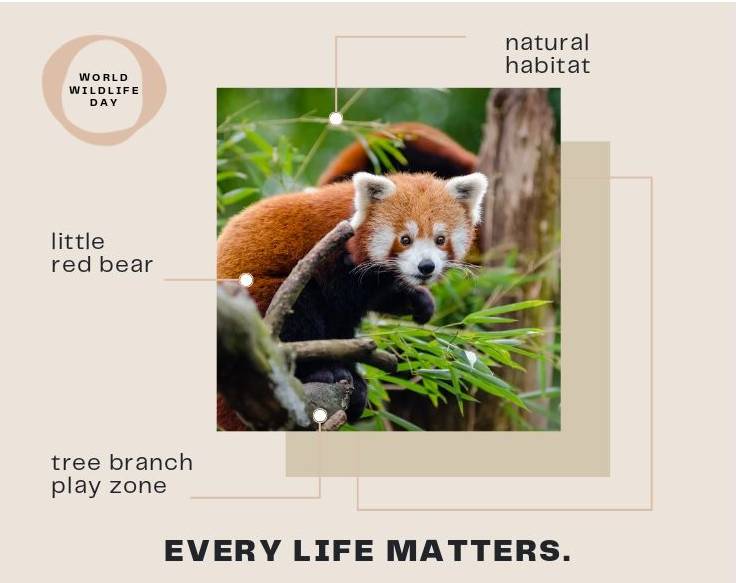 WORLD
WILDLIFE
DAY
natural
habitat
little
red bear
tree branch
play zone
EVERY LIFE MATTERS.